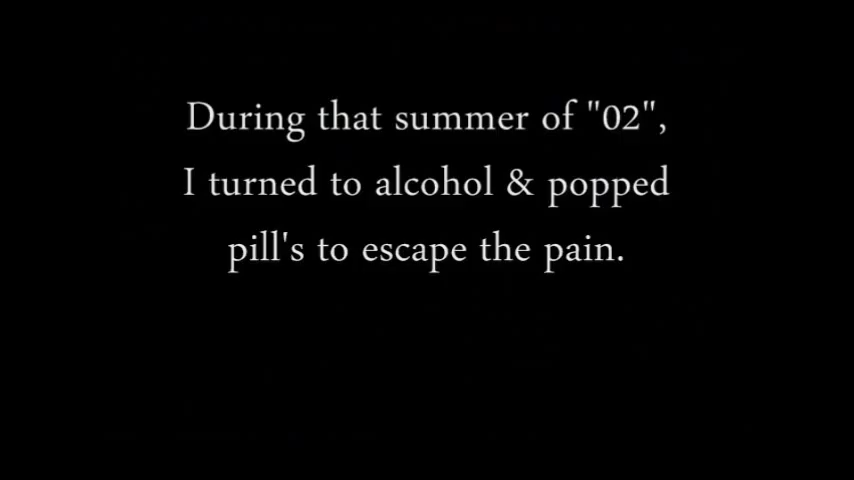 During that summer of "02",
I turned to alcohol & popped
pill's to escape the pain.